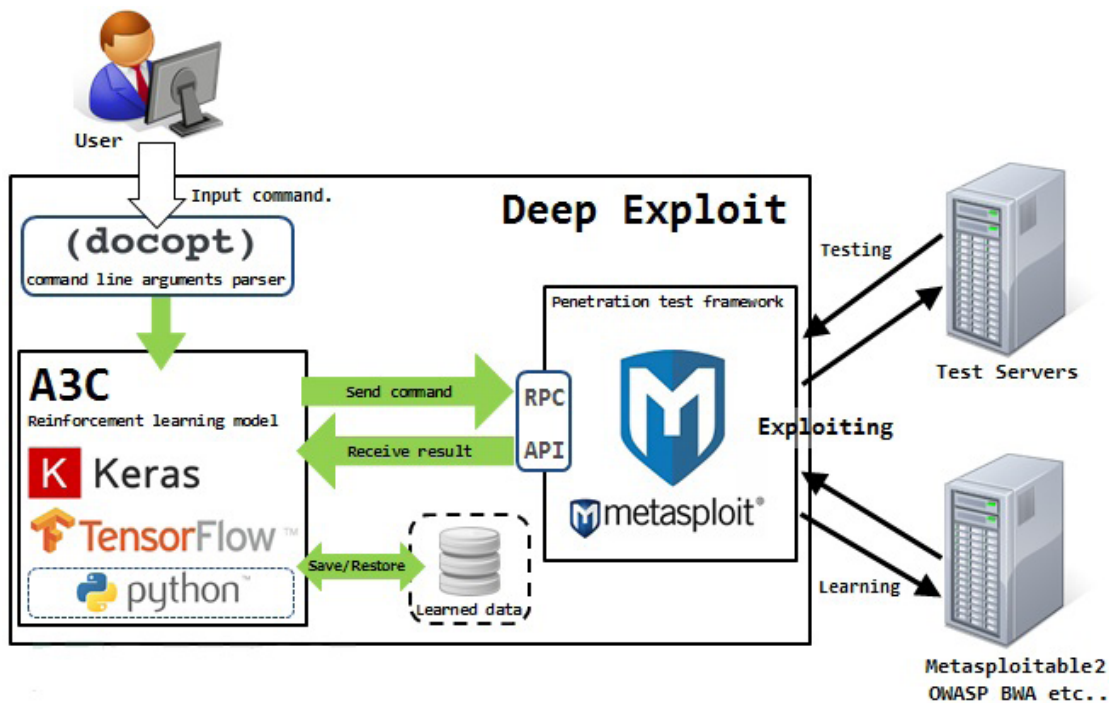 User
Input command.
Deep Exploit
(docopt)
command line arguments parser
Testing
Penetration test framework
Test Servers
A3C
Reinforcement learning model
Send command
RPC
Exploiting
Receive result
API
K Keras
TensorFlow™
metasploit®
Save/Restore
python™
Learned data
Learning
Metasploitable2
OWASP BWA etc..